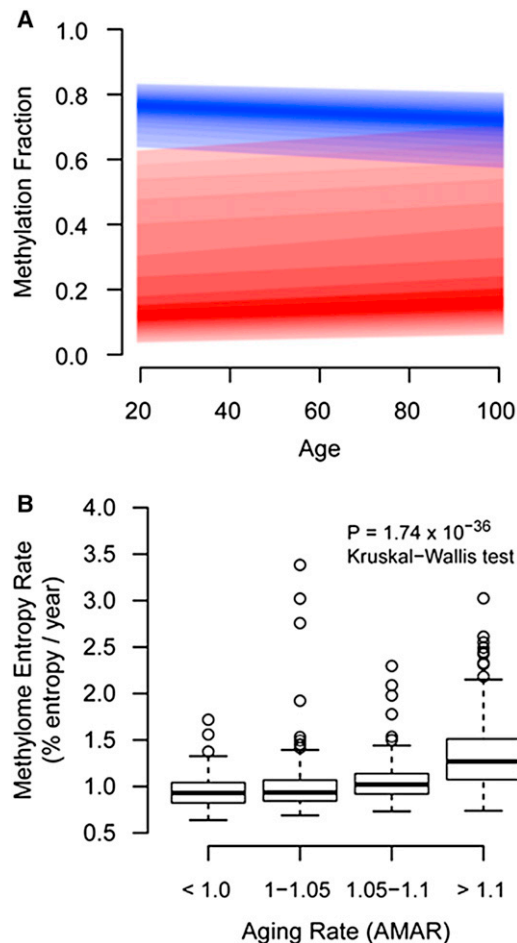 A
1.0
0.8
0.6
0.4
0.2
0.0
Methylation Fraction
20 40 60 80 100
Age
B
4.0
3.5
3.0
2.5
2.0
1.5
1.0
0.5
Methylome Entropy Rate
(% entropy / year)
P = 1.74 x 10⁻³⁶
Kruskal−Wallis test
< 1.0 1−1.05 1.05−1.1 > 1.1
Aging Rate (AMAR)